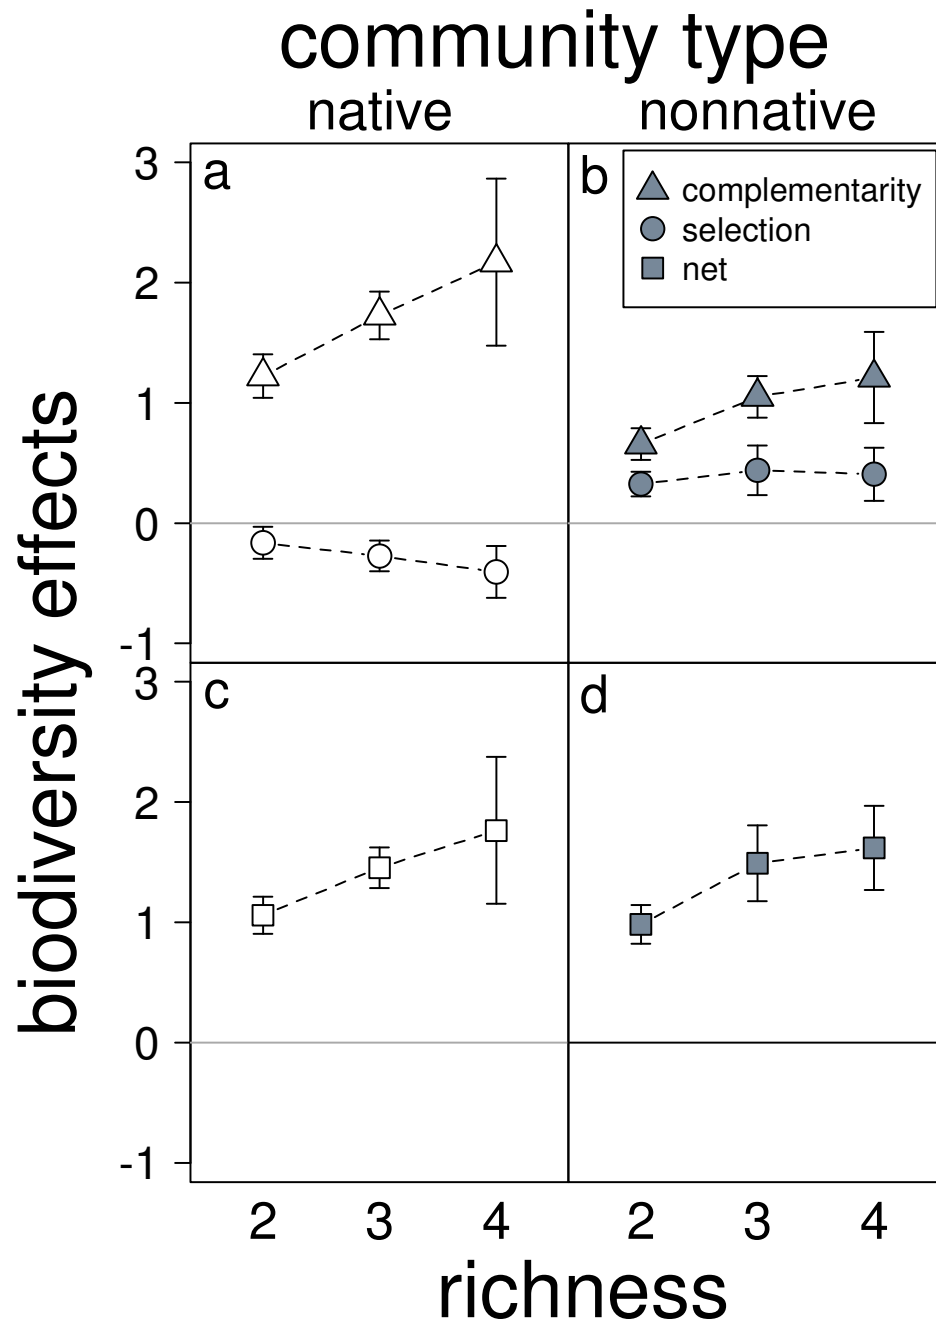 community type
native nonnative
a
b
complementarity
selection
net
3
2
1
0
-1
c
d
3
2
1
0
-1
2 3 4 2 3 4
richness
biodiversity effects